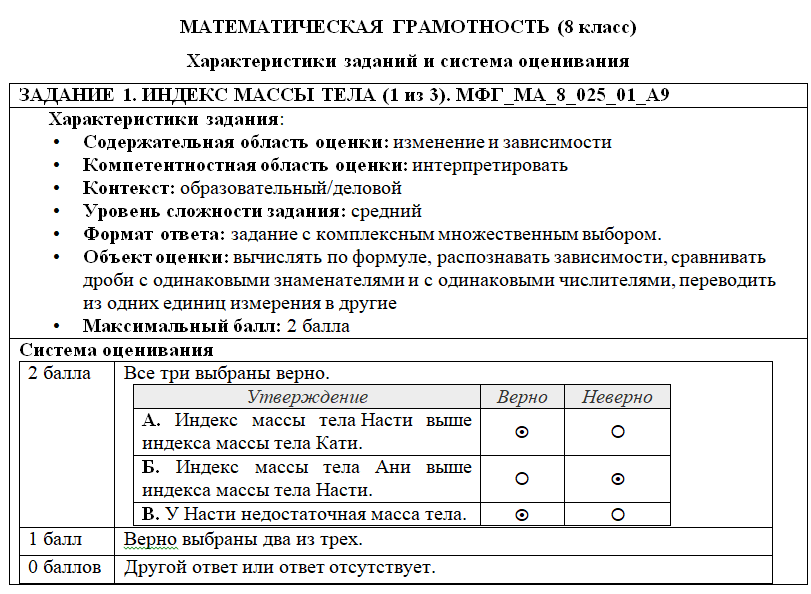 МАТЕМАТИЧЕСКАЯ ГРАМОТНОСТЬ (8 класс)
Характеристики заданий и система оценивания
ЗАДАНИЕ 1. ИНДЕКС МАССЫ ТЕЛА (1 из 3). МФГ_МА_8_025_01_А9
Характеристики задания:
• Содержательная область оценки: изменение и зависимости
• Компетентностная область оценки: интерпретировать
• Контекст: образовательный/деловой
• Уровень сложности задания: средний
• Формат ответа: задание с комплексным множественным выбором.
• Объект оценки: вычислять по формуле, распознавать зависимости, сравнивать
дроби с одинаковыми знаменателями и с одинаковыми числителями, переводить
из одних единиц измерения в другие
• Максимальный балл: 2 балла
Система оценивания
2 балла Все три выбраны верно.
Утверждение Верно Неверно
А. Индекс массы тела Насти выше
индекса массы тела Кати.
Б. Индекс массы тела Ани выше
индекса массы тела Насти.
В. У Насти недостаточная масса тела.
1 балл Верно выбраны два из трех.
0 баллов Другой ответ или ответ отсутствует.